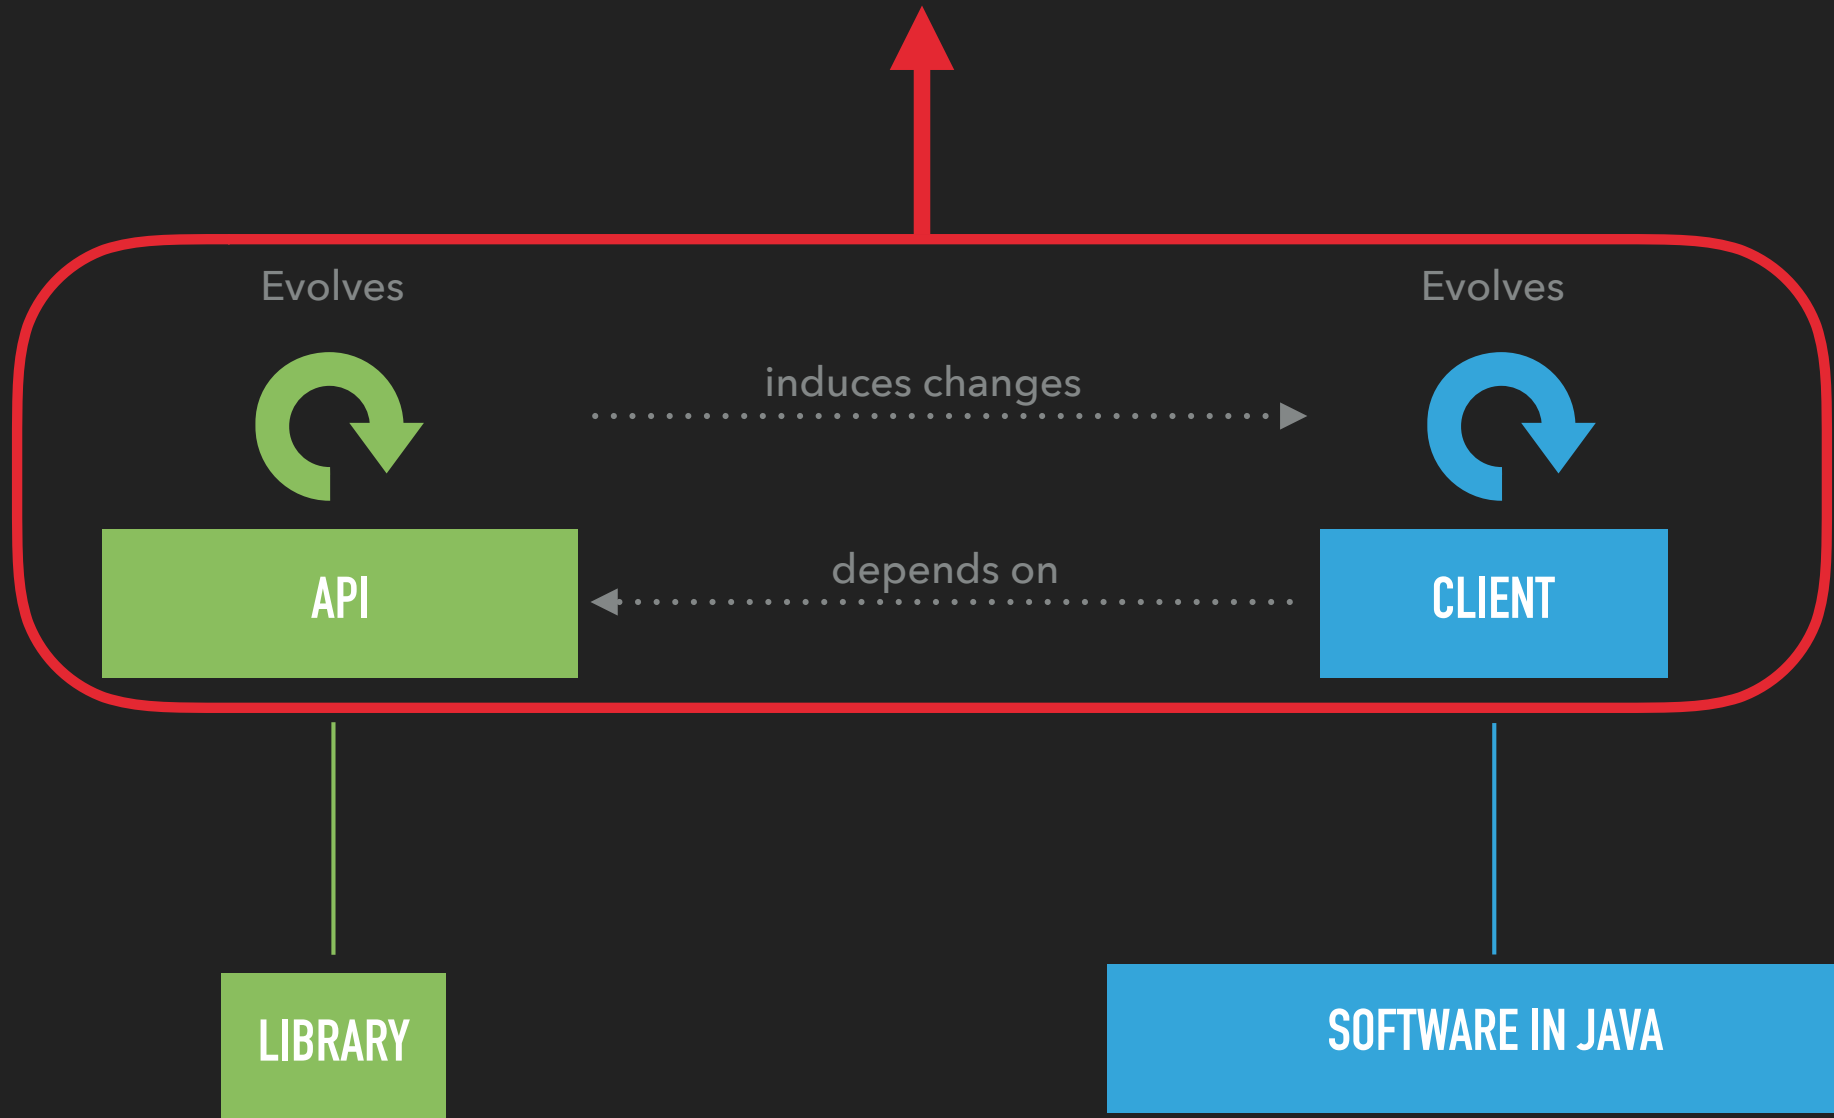 Evolves
Evolves
induces changes
depends on
API
CLIENT
LIBRARY
SOFTWARE IN JAVA